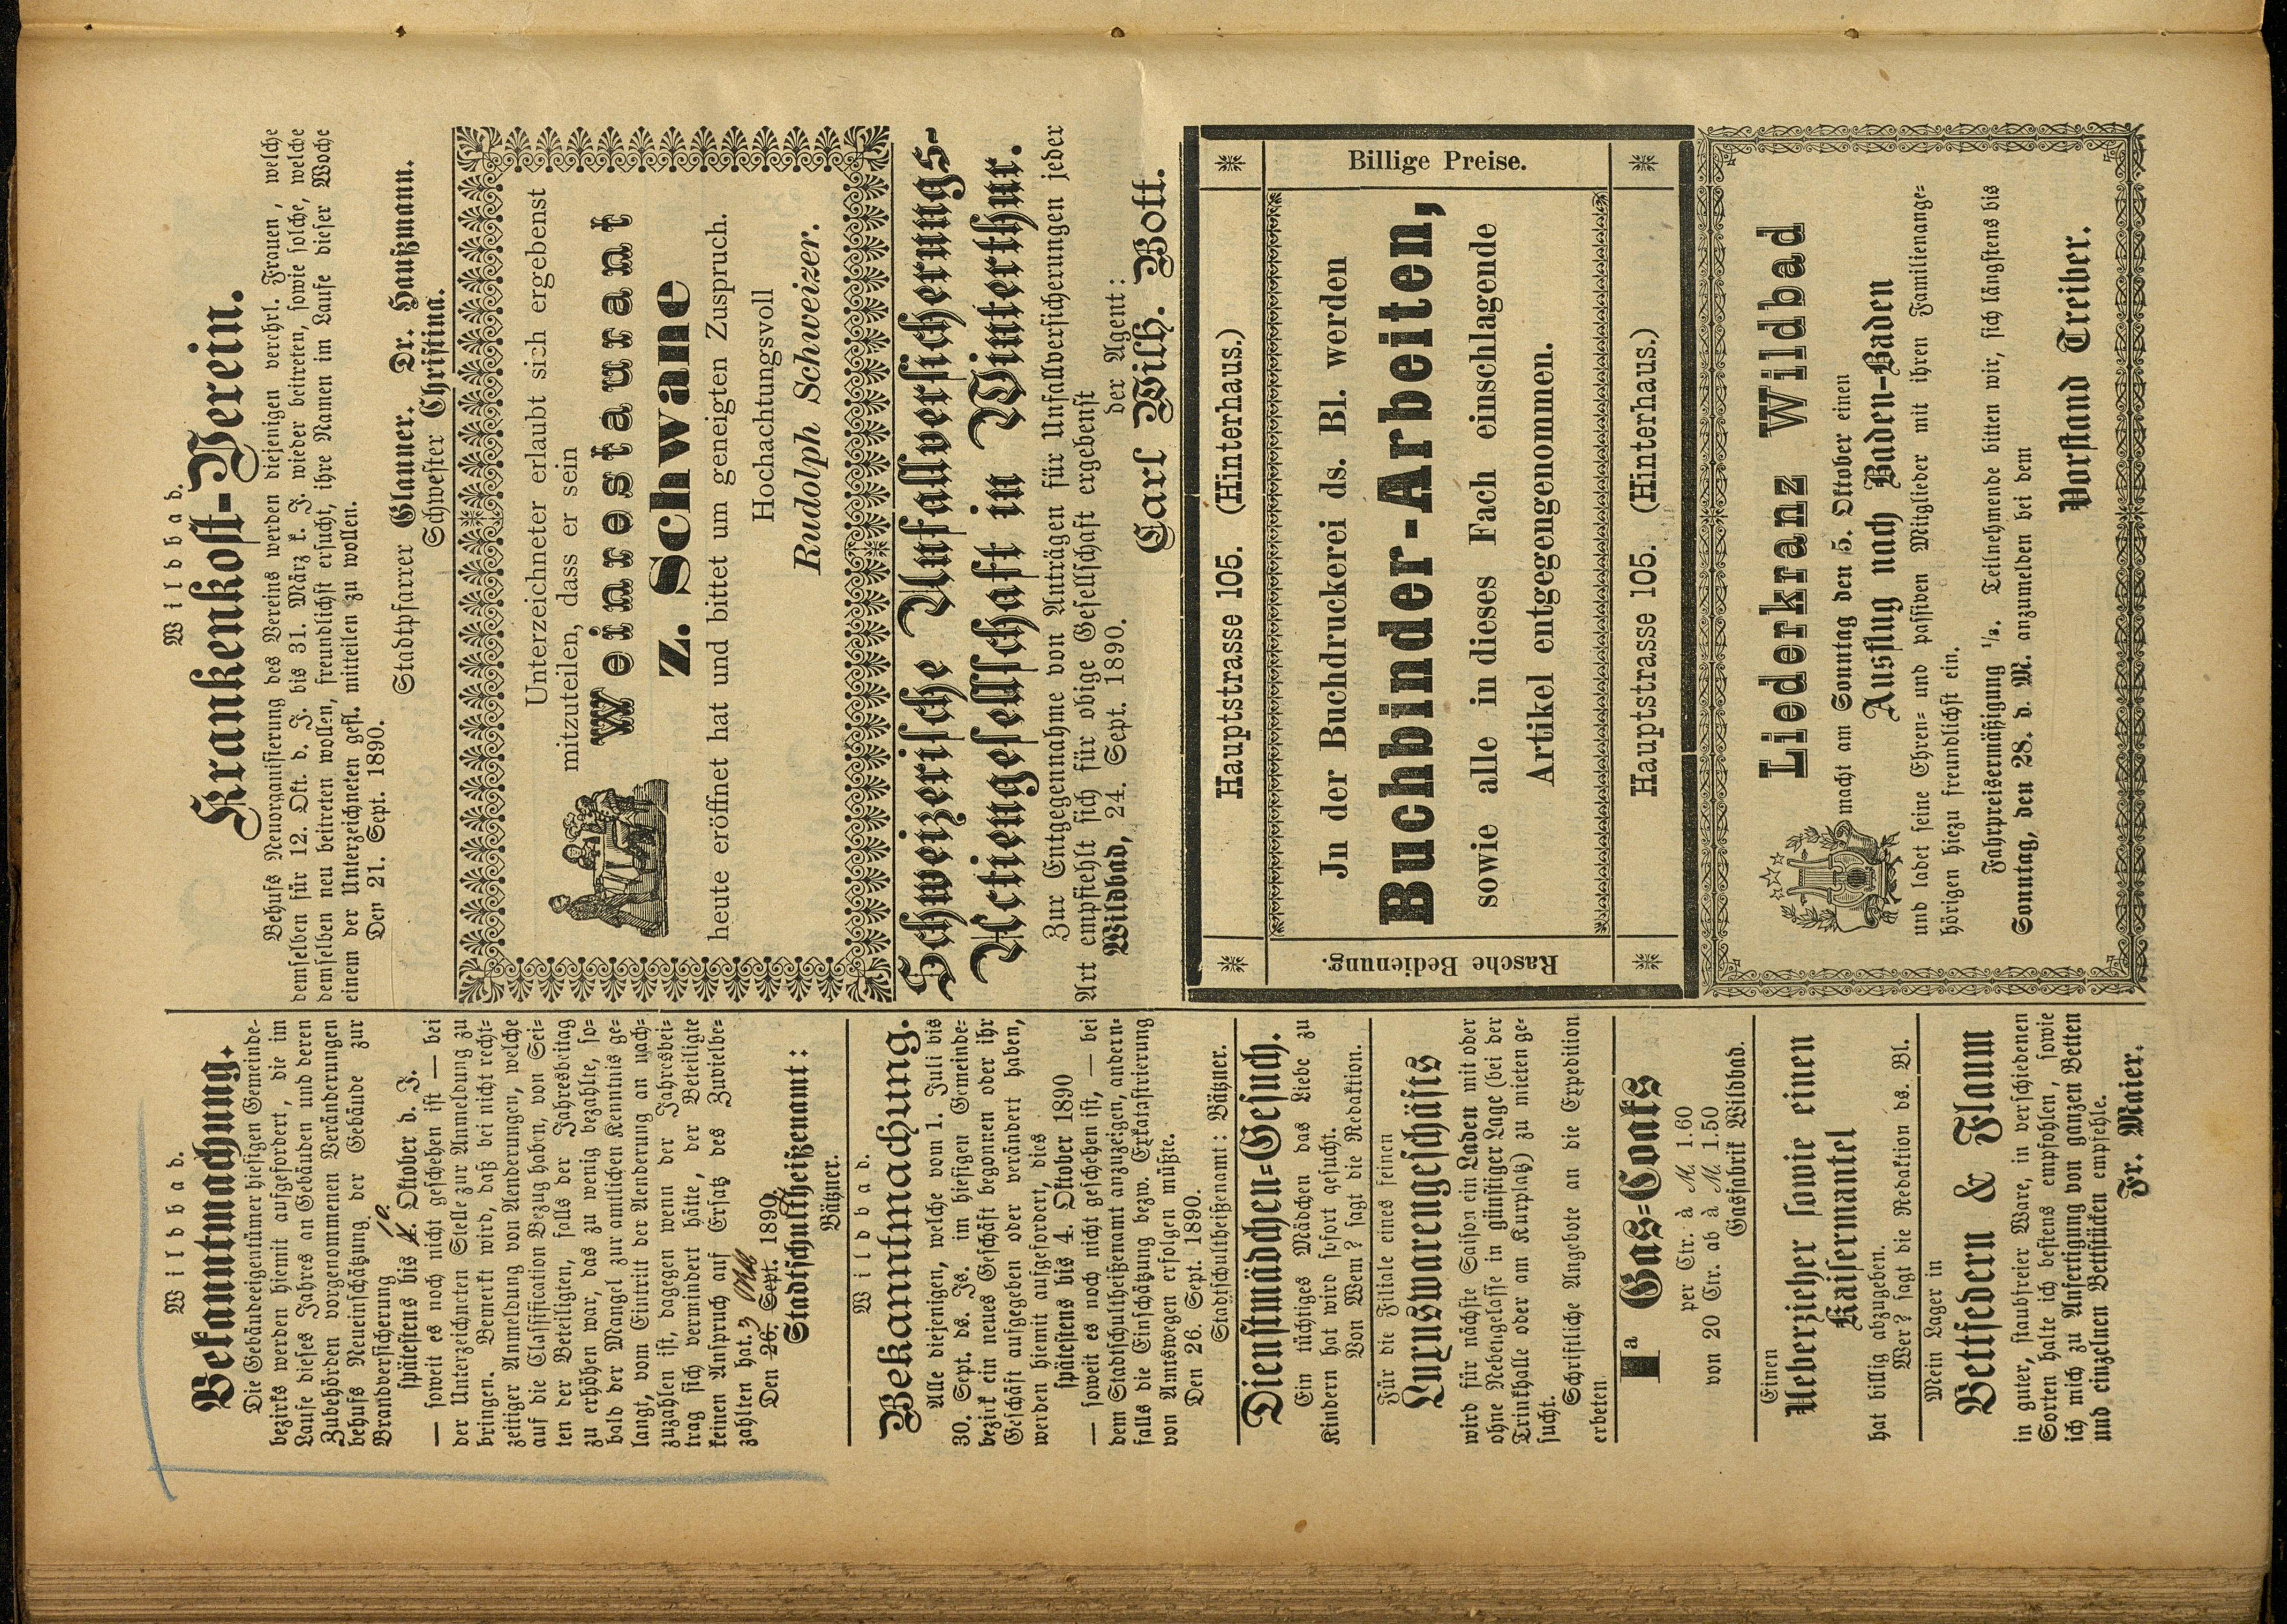 Wildbad.
Bekanntmachung.
Die Gebäudeeigentümer hiesigen Gemeinde-
bezirks werden hiemit aufgefordert, die im
Laufe dieses Jahres an Gebäuden und deren
Zubehörden vorgenommenen Veränderungen
behufs Neueinschätzung der Gebäude zur
Brandversicherung
spätestens bis 10. Oktober d. J.
— soweit es noch nicht geschehen ist — bei
der Unterzeichneten Stelle zur Anmeldung zu
bringen. Bemerkt wird, daß bei nicht recht-
zeitiger Anmeldung von Aenderungen, welche
auf die Classification Bezug haben, von Sei-
ten der Beteiligten, falls der Jahresbeitag
zu erhöhen war, das zu wenig bezahlte, so-
bald der Mangel zur amtlichen Kenntnis ge-
langt, vom Eintritt der Aenderung an nach-
zuzahlen ist, dagegen wenn der Jahresbei-
trag sich vermindert hätte, der Beteiligte
keinen Anspruch auf Ersatz des Zuvielbe-
zahlten hat.
Den 26. Sept. 1890.
Stadtschultheißenamt:
Bätzner.
Wildbad.
Bekanntmachung.
Alle diejenigen, welche vom 1. Juli bis
30. Sept. ds. Js. im hiesigen Gemeinde-
bezirk ein neues Geschäft begonnen oder ihr
Geschäft aufgegeben oder verändert haben,
werden hiemit aufgefordert, dies
spätestens bis 4. Oktober 1890
— soweit es noch nicht geschehen ist, — bei
dem Stadtschultheißenamt anzuzeigen, andern-
falls die Einschätzung bezw. Exkatastrierung
von Amtswegen erfolgen müßte.
Den 26. Sept. 1890.
Stadtschultheißenamt: Bätzner.
Dienstmädchen-Gesuch.
Ein tüchtiges Mädchen das Liebe zu
Kindern hat wird sofort gesucht.
Von Wem? sagt die Redaktion.
Für die Filiale eines feinen
Luxuswarengeschäfts
wird für nächste Saison ein Laden mit oder
ohne Nebengelasse in günstiger Lage (bei der
Trinkhalle oder am Kurplatz) zu mieten ge-
sucht.
Schriftliche Angebote an die Expedition
erbeten.
Iª Gas-Coaks
per Ctr. à M. 1.60
von 20 Ctr. ab à M. 1.50
Gasfabrik Wildbad.
Einen
Ueberzieher sowie einen
Kaisermantel
hat billig abzugeben.
Wer? sagt die Redaktion ds. Bl.
Mein Lager in
Bettfedern & Flaum
in guter, staubfreier Ware, in verschiedenen
Sorten halte ich bestens empfohlen, sowie
ich mich zu Anfertigung von ganzen Betten
und einzelnen Bettstücken empfehle.
Fr. Maier.
Wildbad.
Krankenkost-Verein.
Behufs Neuorganisierung des Vereins werden diejenigen verehrl. Frauen, welche
demselben für 12. Okt. d. J. bis 31. März k. J. wieder beitreten, sowie solche, welche
demselben neu beitreten wollen, freundlichst ersucht, ihre Namen im Laufe dieser Woche
einem der Unterzeichneten gefl. mitteilen zu wollen.
Den 21. Sept. 1890.
Stadtpfarrer Glauner. Dr. Haußmann.
Schwester Christina.
Unterzeichneter erlaubt sich ergebenst
mitzuteilen, dass er sein
Weinrestaurant
z. Schwane
heute eröffnet hat und bittet um geneigten Zuspruch.
Hochachtungsvoll
Rudolph Schweizer.
Schweizerische Unfallversicherungs-
Actiengesellschaft in Winterthur.
Zur Entgegennahme von Anträgen für Unfallversicherungen jeder
Art empfiehlt sich für obige Gesellschaft ergebenst
Wildbad, 24. Sept. 1890.
der Agent:
Carl Wilh. Bott.
Hauptstrasse 105. (Hinterhaus.)
Rasche Bedienung.
Jn der Buchdruckerei ds. Bl. werden
Buchbinder-Arbeiten,
sowie alle in dieses Fach einschlagende
Artikel entgegengenommen.
Billige Preise.
Hauptstrasse 105. (Hinterhaus.)
Liederkranz Wildbad
macht am Sonntag den 5. Oktober einen
Ausflug nach Baden-Baden
und ladet seine Ehren- und passiven Mitglieder mit ihren Familienange-
hörigen hiezu freundlichst ein.
Fahrpreisermäßigung ½. Teilnehmende bitten wir, sich längstens bis
Sonntag, den 28. d. M. anzumelden bei dem
Vorstand Treiber.